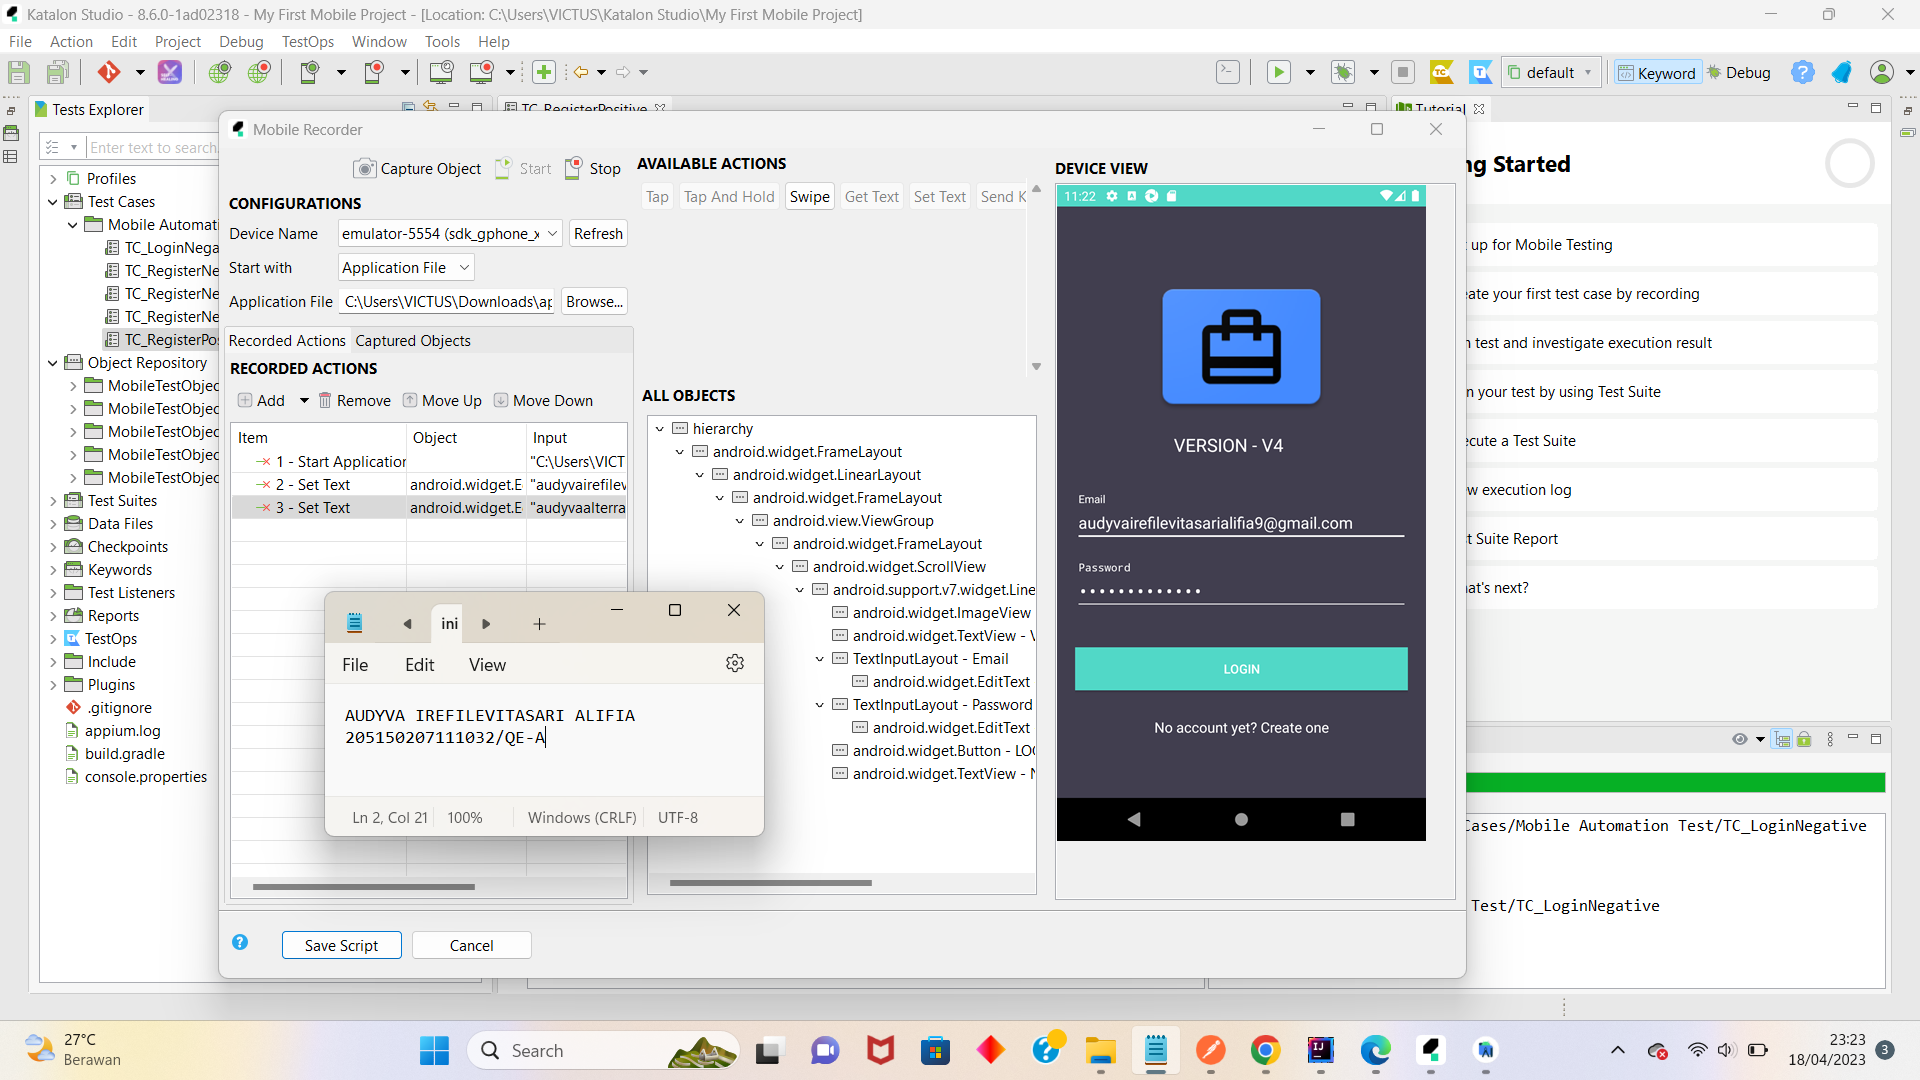 Katalon Studio - 8.6.0-1ad02318 - My First Mobile Project - [Location: C:\Users\VICTUS\Katalon Studio\My First Mobile Project]
File Action Edit Project Debug TestOps Window Tools Help
default Keyword Debug
Tests Explorer
TC_RegisterPositive
Tutorial
Enter text to search
Profiles
Test Cases
Mobile Automat
TC_LoginNega
TC_RegisterNe
TC_RegisterNe
TC_RegisterNe
TC_RegisterPos
Object Repository
MobileTestObjec
MobileTestObjec
MobileTestObjec
MobileTestObjec
MobileTestObjec
Test Suites
Data Files
Checkpoints
Keywords
Test Listeners
Reports
TestOps
Include
Plugins
.gitignore
appium.log
build.gradle
console.properties
Mobile Recorder
Capture Object Start Stop
CONFIGURATIONS
Device Name emulator-5554 (sdk_gphone_x Refresh
Start with Application File
Application File C:\Users\VICTUS\Downloads\ap Browse...
Recorded Actions Captured Objects
RECORDED ACTIONS
Add Remove Move Up Move Down
Item Object Input
1 - Start Application "C:\Users\VICT
2 - Set Text android.widget.E "audyvairefilev
3 - Set Text android.widget.E "audyvaalterra
AVAILABLE ACTIONS
Tap Tap And Hold Swipe Get Text Set Text Send K
ALL OBJECTS
hierarchy
android.widget.FrameLayout
android.widget.LinearLayout
android.widget.FrameLayout
android.view.ViewGroup
android.widget.FrameLayout
android.widget.ScrollView
android.support.v7.widget.Line
android.widget.ImageView
android.widget.TextView - V
TextInputLayout - Email
android.widget.EditText
TextInputLayout - Password
android.widget.EditText
android.widget.Button - LO
android.widget.TextView - N
ini
File Edit View
AUDYVA IREFILEVITASARI ALIFIA
205150207111032/QE-A
Ln 2, Col 21 100% Windows (CRLF) UTF-8
DEVICE VIEW
11:22
VERSION - V4
Email
audyvairefilevitasarialifia9@gmail.com
Password
LOGIN
No account yet? Create one
Save Script Cancel
ng Started
up for Mobile Testing
ate your first test case by recording
test and investigate execution result
n your test by using Test Suite
cute a Test Suite
w execution log
t Suite Report
at's next?
Cases/Mobile Automation Test/TC_LoginNegative
Test/TC_LoginNegative
27°C
Berawan
Search
23:23
18/04/2023
3